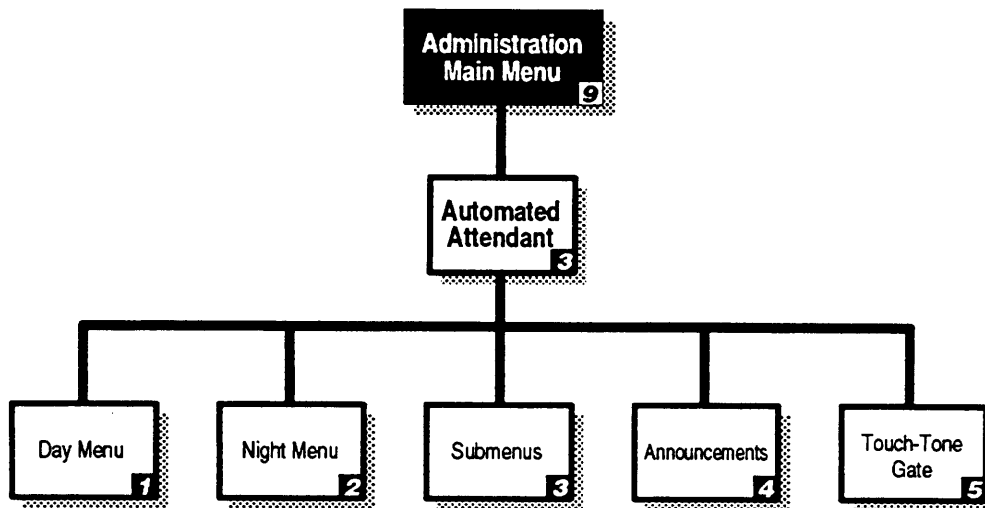 Administration
Main Menu
9
Automated
Attendant
3
Day Menu
1
Night Menu
2
Submenus
3
Announcements
4
Touch-Tone
Gate
5